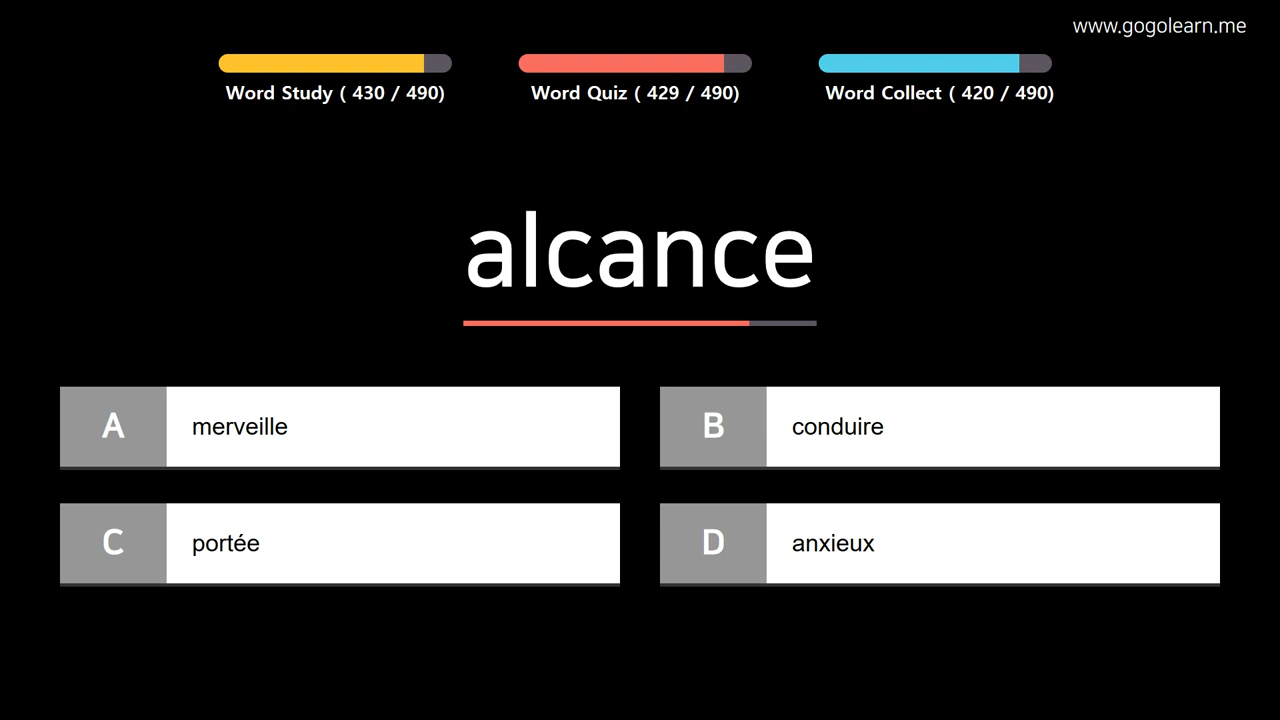 www.gogolearn.me
Word Study ( 430 / 490)
Word Quiz ( 429 / 490)
Word Collect ( 420 / 490)
alcance
A merveille
B conduire
C portée
D anxieux